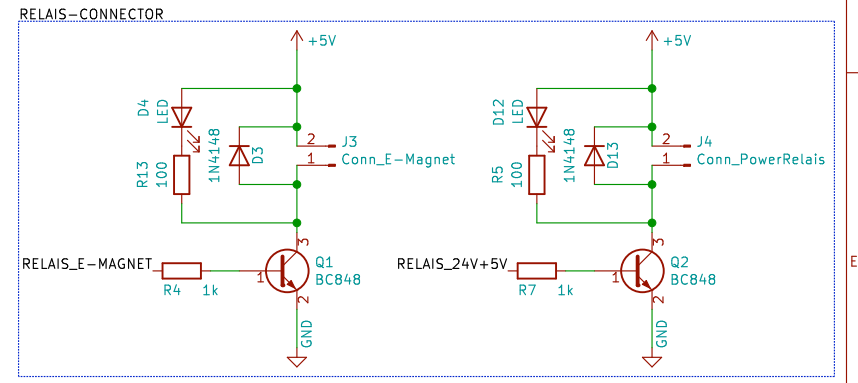 RELAIS-CONNECTOR
+5V
+5V
D4
LED
D12
LED
1N4148
D3
1N4148
D13
2
J3
1
Conn_E-Magnet
2
J4
1
Conn_PowerRelais
R13
100
R5
100
3
3
RELAIS_E-MAGNET
1
Q1
BC848
RELAIS_24V+5V
1
Q2
BC848
R4
1k
R7
1k
2
2
GND
GND
E